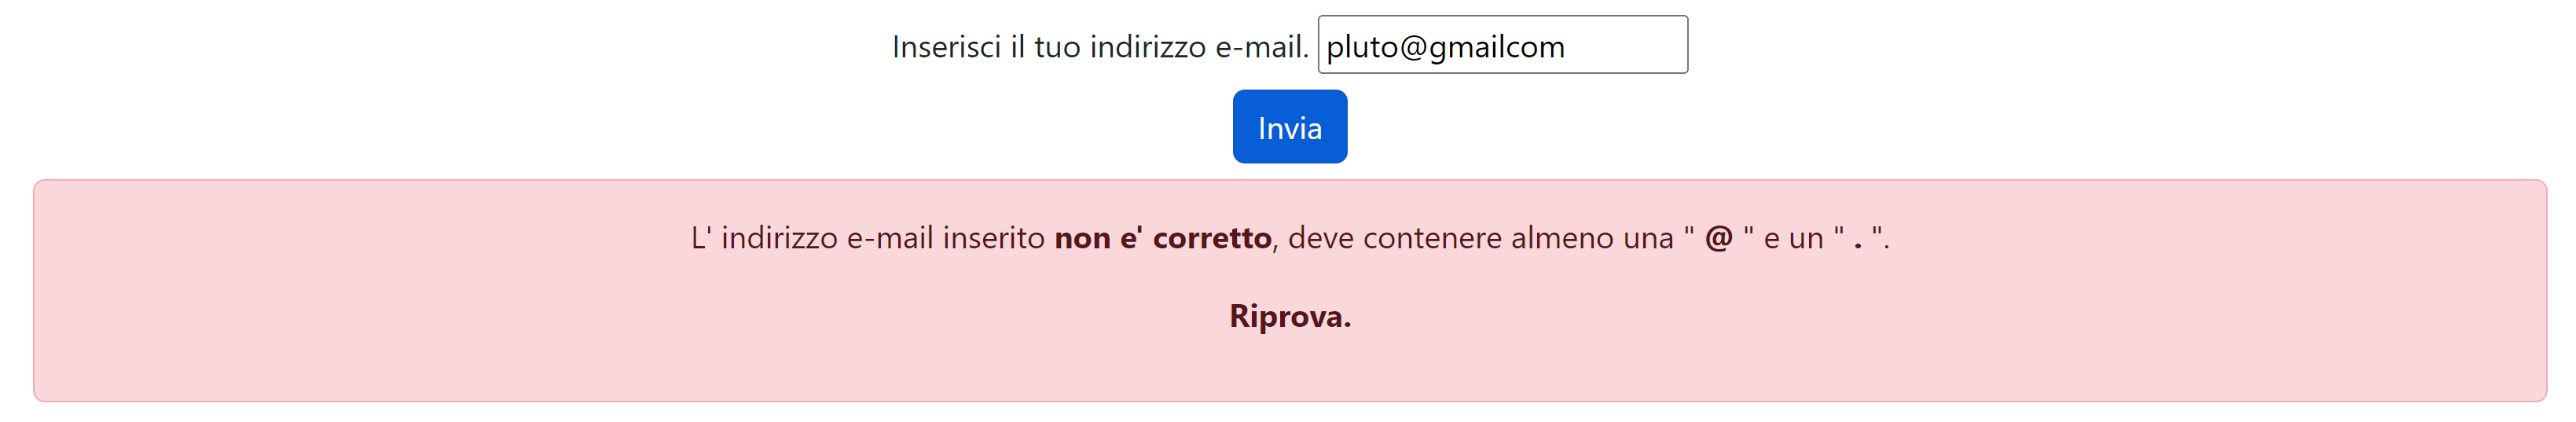 Inserisci il tuo indirizzo e-mail. pluto@gmailcom
Invia
L' indirizzo e-mail inserito non e' corretto, deve contenere almeno una " @ " e un " . ".
Riprova.